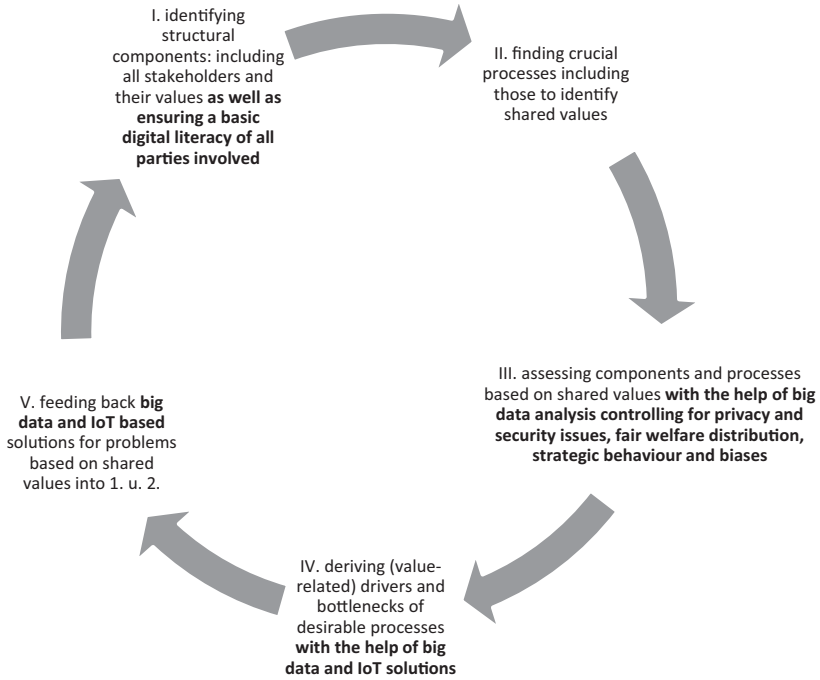 I. identifying
structural
components: including
all stakeholders and
their values as well as
ensuring a basic
digital literacy of all
parties involved
II. finding crucial
processes including
those to identify
shared values
III. assessing components and processes
based on shared values with the help of big
data analysis controlling for privacy and
security issues, fair welfare distribution,
strategic behaviour and biases
IV. deriving (value-
related) drivers and
bottlenecks of
desirable processes
with the help of big
data and IoT solutions
V. feeding back big
data and IoT based
solutions for problems
based on shared
values into 1. u. 2.